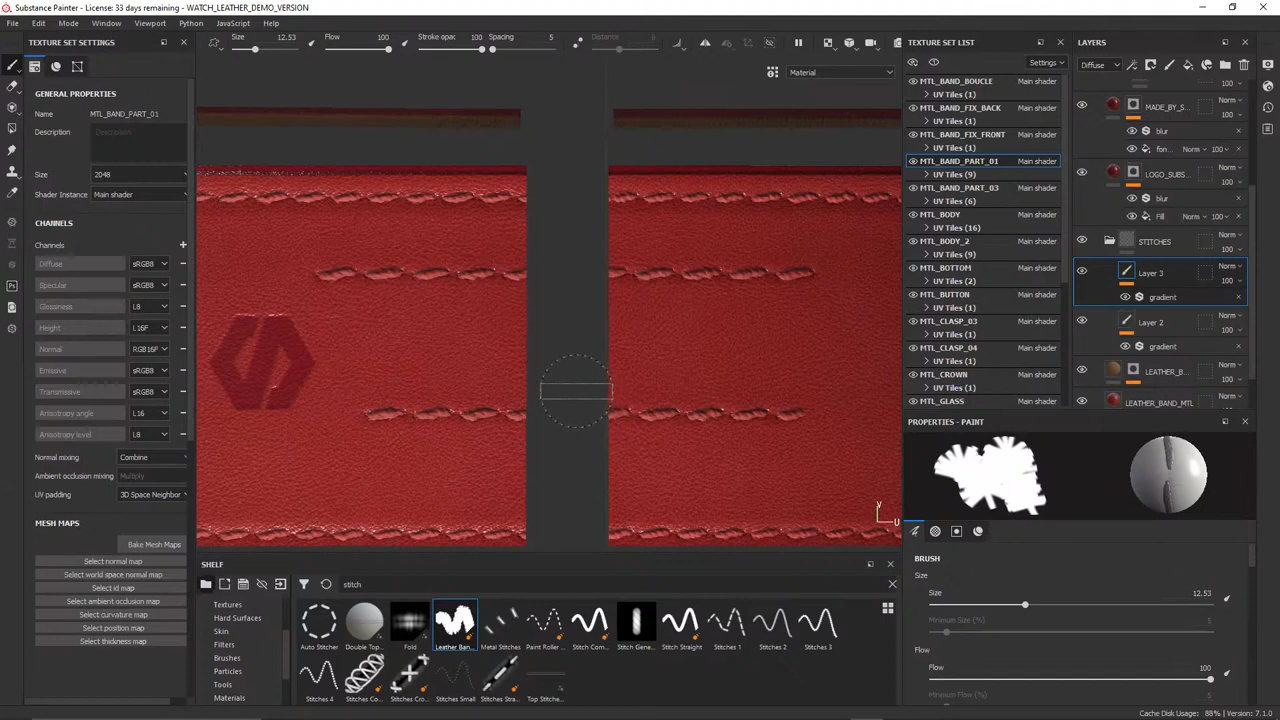 Substance Painter - License: 33 days remaining - WATCH_LEATHER_DEMO_VERSION
File Edit Mode Window Viewport Python JavaScript Help
Size 12.53 Flow 100 Stroke opac 100 Spacing 5 Distance 8
Material
TEXTURE SET SETTINGS
GENERAL PROPERTIES
Name MTL_BAND_PART_01
Description Description
Size 2048
Shader Instance Main shader
CHANNELS
Channels
Diffuse sRGB8
Specular sRGB8
Glossiness L8
Height L16F
Normal RGB16F
Emissive sRGB8
Transmissive sRGB8
Anisotropy angle L16
Anisotropy level L8
Normal mixing Combine
Ambient occlusion mixing Multiply
UV padding 3D Space Neighbor
MESH MAPS
Bake Mesh Maps
Select normal map
Select world space normal map
Select id map
Select ambient occlusion map
Select curvature map
Select position map
Select thickness map
V
U
SHELF
stitch
Textures
Hard Surfaces
Skin
Filters
Brushes
Particles
Tools
Materials
Auto Stitcher Double Top... Fold Leather Ban... Metal Stitches Paint Roller ... Stitch Com... Stitch Gene... Stitch Straight Stitches 1 Stitches 2 Stitches 3
Stitches 4 Stitches Co... Stitches Cro... Stitches Small Stitches Stra... Top Stitche...
TEXTURE SET LIST
Settings
MTL_BAND_BOUCLE Main shader
UV Tiles (1)
MTL_BAND_FIX_BACK Main shader
UV Tiles (1)
MTL_BAND_FIX_FRONT Main shader
UV Tiles (1)
MTL_BAND_PART_01 Main shader
UV Tiles (9)
MTL_BAND_PART_03 Main shader
UV Tiles (6)
MTL_BODY Main shader
UV Tiles (16)
MTL_BODY_2 Main shader
UV Tiles (9)
MTL_BOTTOM Main shader
UV Tiles (2)
MTL_BUTTON Main shader
UV Tiles (1)
MTL_CLASP_03 Main shader
UV Tiles (1)
MTL_CLASP_04 Main shader
UV Tiles (1)
MTL_CROWN Main shader
UV Tiles (1)
MTL_GLASS Main shader
LAYERS
Diffuse
100
MADE_BY_S... Norm 100
blur
fon... Norm 100
LOGO_SUBS... Norm 100
blur
Fill Norm 100
STITCHES Norm 100
Layer 3 Norm 100
gradient
Layer 2 Norm 100
gradient
LEATHER_B... Norm 100
LEATHER_BAND_MTL Norm 100
PROPERTIES - PAINT
BRUSH
Size
Size 12.53
Minimum Size (%) 5
Flow
Flow 100
Minimum Flow (%) 5
Cache Disk Usage: 88% | Version: 7.1.0
Ps